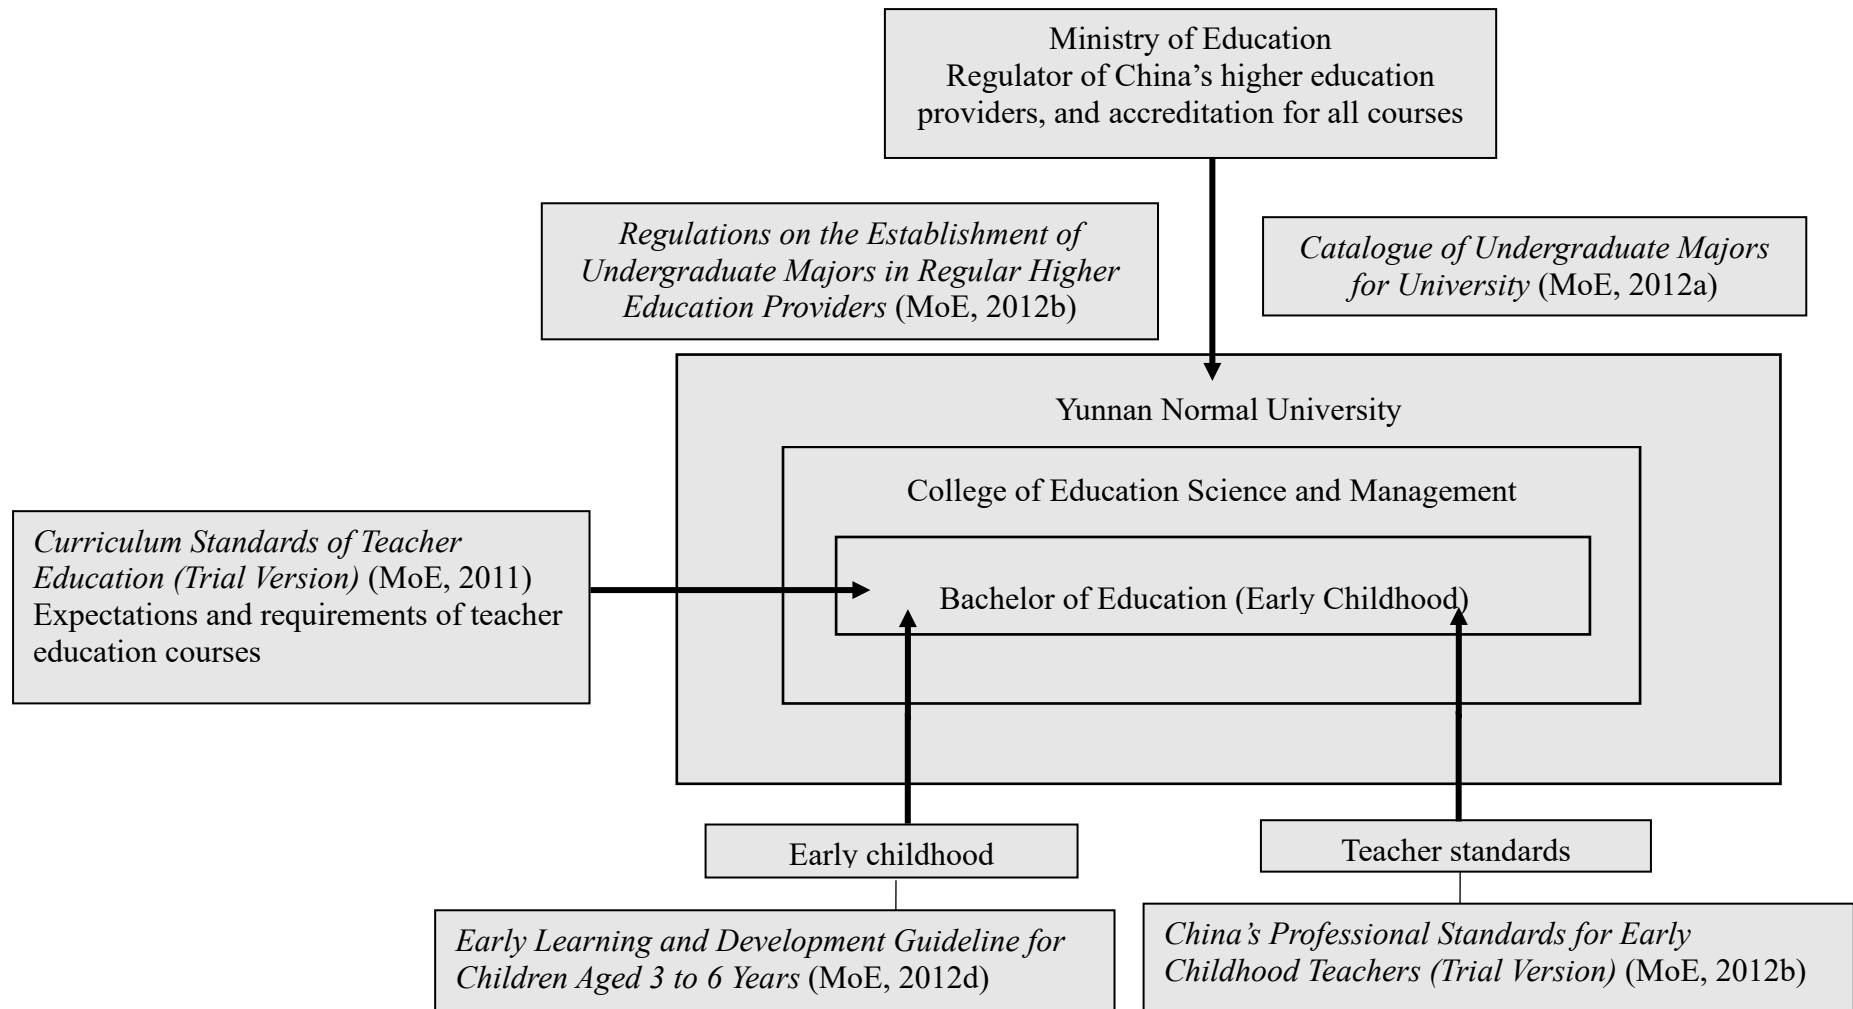 Ministry of Education
Regulator of China’s higher education
providers, and accreditation for all courses
Regulations on the Establishment of
Undergraduate Majors in Regular Higher
Education Providers (MoE, 2012b)
Catalogue of Undergraduate Majors
for University (MoE, 2012a)
Yunnan Normal University
College of Education Science and Management
Curriculum Standards of Teacher
Education (Trial Version) (MoE, 2011)
Expectations and requirements of teacher
education courses
Bachelor of Education (Early Childhood)
Early childhood
Teacher standards
Early Learning and Development Guideline for
Children Aged 3 to 6 Years (MoE, 2012d)
China’s Professional Standards for Early
Childhood Teachers (Trial Version) (MoE, 2012b)